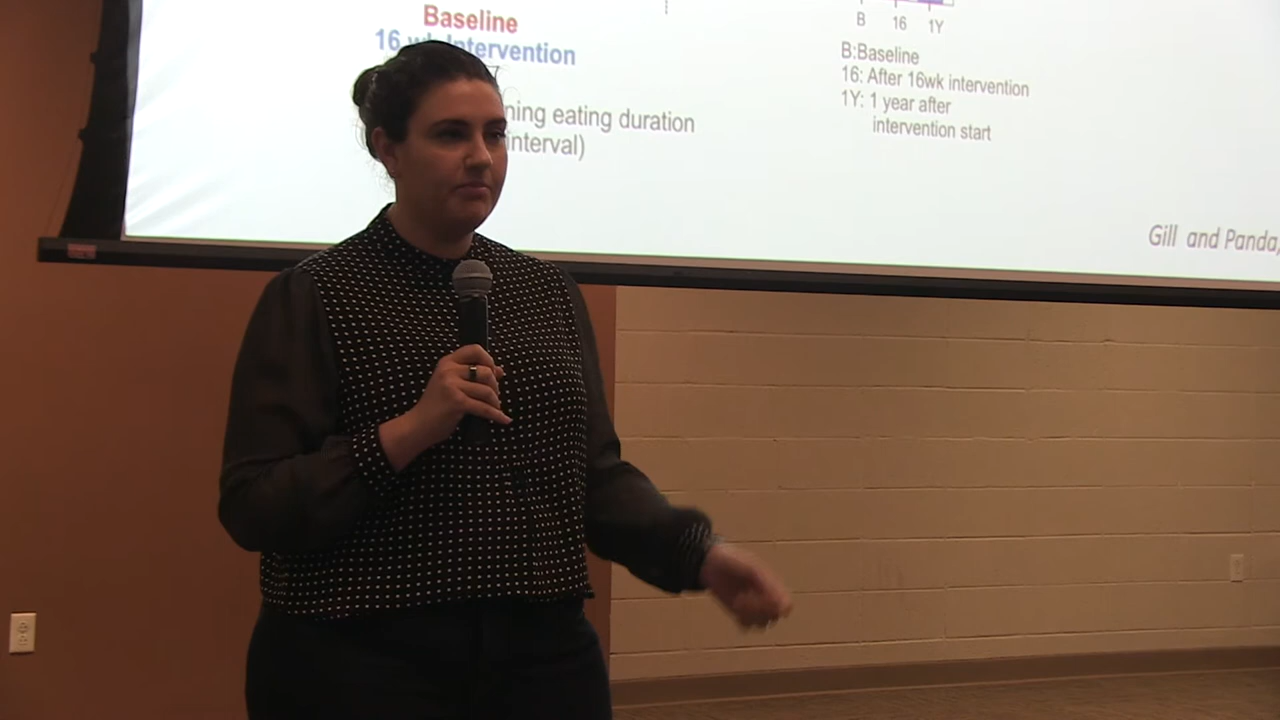 Baseline
16 wk Intervention
ning eating duration
interval)
B 16 1Y
B:Baseline
16: After 16wk intervention
1Y: 1 year after
intervention start
Gill and Panda,